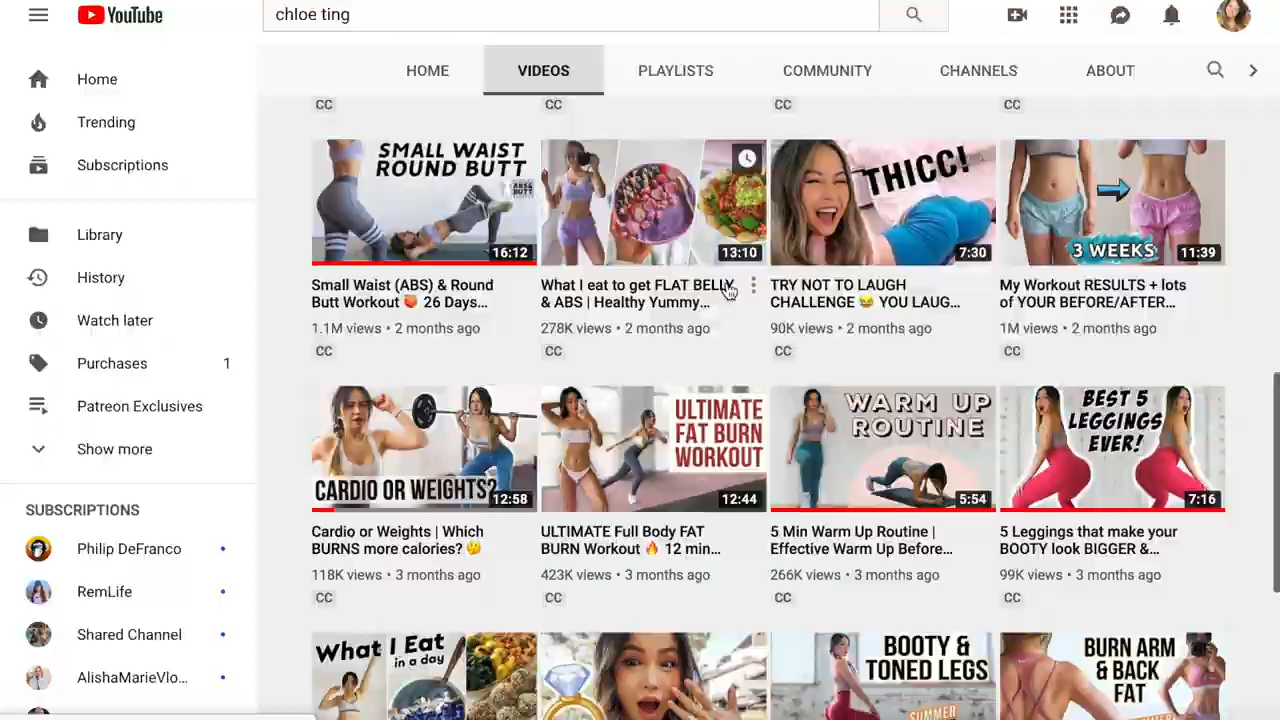 YouTube
chloe ting
HOME
VIDEOS
PLAYLISTS
COMMUNITY
CHANNELS
ABOUT
Home
Trending
Subscriptions
Library
History
Watch later
Purchases 1
Patreon Exclusives
Show more
SUBSCRIPTIONS
Philip DeFranco
RemLife
Shared Channel
AlishaMarieVlo...
CC CC CC CC
SMALL WAIST
ROUND BUTT
ABS&
BUTT
16:12
Small Waist (ABS) & Round
Butt Workout 🍑 26 Days...
1.1M views • 2 months ago
CC
13:10
What I eat to get FLAT BELLY
& ABS | Healthy Yummy...
278K views • 2 months ago
CC
THICC!
7:30
TRY NOT TO LAUGH
CHALLENGE 😂 YOU LAUG...
90K views • 2 months ago
CC
3 WEEKS
11:39
My Workout RESULTS + lots
of YOUR BEFORE/AFTER...
1M views • 2 months ago
CC
CARDIO OR WEIGHTS?
12:58
Cardio or Weights | Which
BURNS more calories? 🤔
118K views • 3 months ago
CC
ULTIMATE
FAT BURN
WORKOUT
12:44
ULTIMATE Full Body FAT
BURN Workout 🔥 12 min...
423K views • 3 months ago
CC
WARM UP
ROUTINE
5:54
5 Min Warm Up Routine |
Effective Warm Up Before...
266K views • 3 months ago
CC
BEST 5
LEGGINGS
EVER!
7:16
5 Leggings that make your
BOOTY look BIGGER &...
99K views • 3 months ago
CC
What I Eat
in a day
BOOTY &
TONED LEGS
SUMMER
BURN ARM
& BACK
FAT
SUMMER